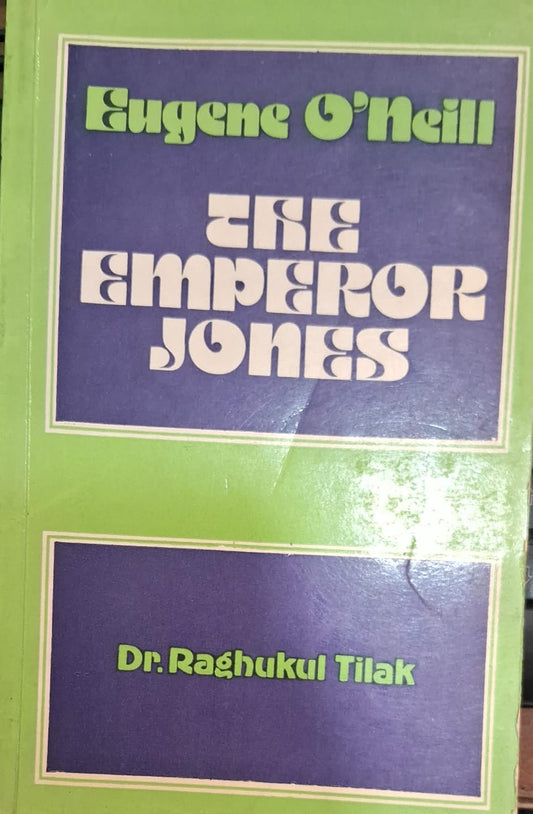 Eugene O'Neill
THE
EMPEROR
JONES
Dr. Raghukul Tilak